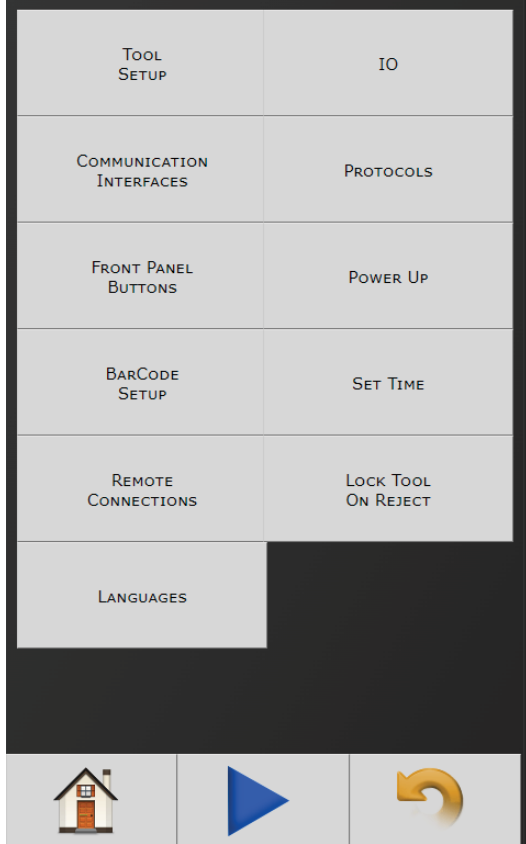 Tool
Setup
IO
Communication
Interfaces
Protocols
Front Panel
Buttons
Power Up
BarCode
Setup
Set Time
Remote
Connections
Lock Tool
On Reject
Languages